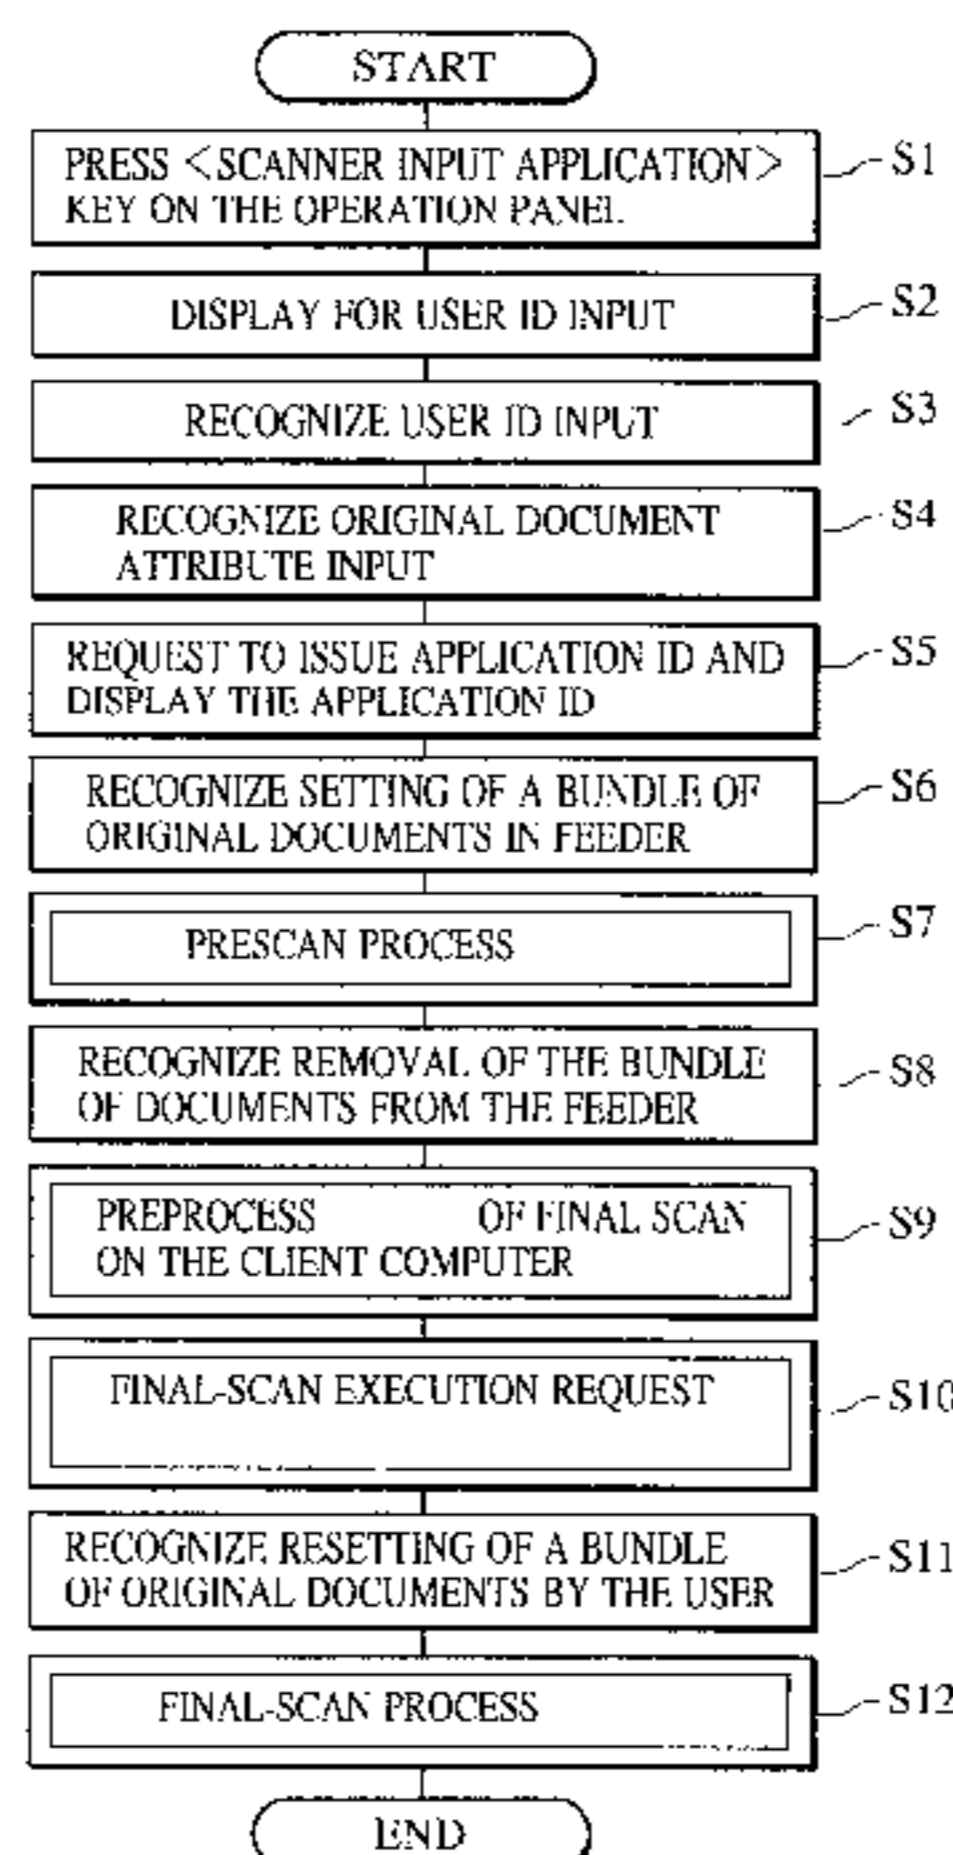 START
PRESS <SCANNER INPUT APPLICATION> S1
KEY ON THE OPERATION PANEL
DISPLAY FOR USER ID INPUT S2
RECOGNIZE USER ID INPUT S3
RECOGNIZE ORIGINAL DOCUMENT S4
ATTRIBUTE INPUT
REQUEST TO ISSUE APPLICATION ID AND S5
DISPLAY THE APPLICATION ID
RECOGNIZE SETTING OF A BUNDLE OF S6
ORIGINAL DOCUMENTS IN FEEDER
PRESCAN PROCESS S7
RECOGNIZE REMOVAL OF THE BUNDLE S8
OF DOCUMENTS FROM THE FEEDER
PREPROCESS OF FINAL SCAN S9
ON THE CLIENT COMPUTER
FINAL-SCAN EXECUTION REQUEST S10
RECOGNIZE RESETTING OF A BUNDLE S11
OF ORIGINAL DOCUMENTS BY THE USER
FINAL-SCAN PROCESS S12
END